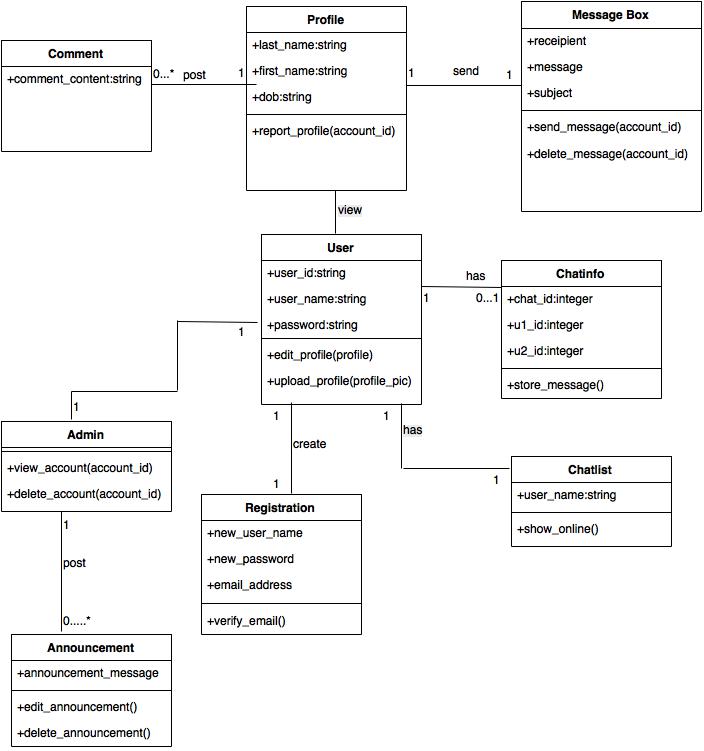 Profile
+last_name:string
+first_name:string
+dob:string
+report_profile(account_id)
Message Box
+receipient
+message
+subject
+send_message(account_id)
+delete_message(account_id)
Comment
+comment_content:string
0...*
post
1
1
send
1
view
User
+user_id:string
+user_name:string
+password:string
+edit_profile(profile)
+upload_profile(profile_pic)
has
1
0...1
Chatinfo
+chat_id:integer
+u1_id:integer
+u2_id:integer
+store_message()
1
1
Admin
+view_account(account_id)
+delete_account(account_id)
1
create
1
1
has
1
Chatlist
+user_name:string
+show_online()
Registration
+new_user_name
+new_password
+email_address
+verify_email()
1
post
0.....*
Announcement
+announcement_message
+edit_announcement()
+delete_announcement()